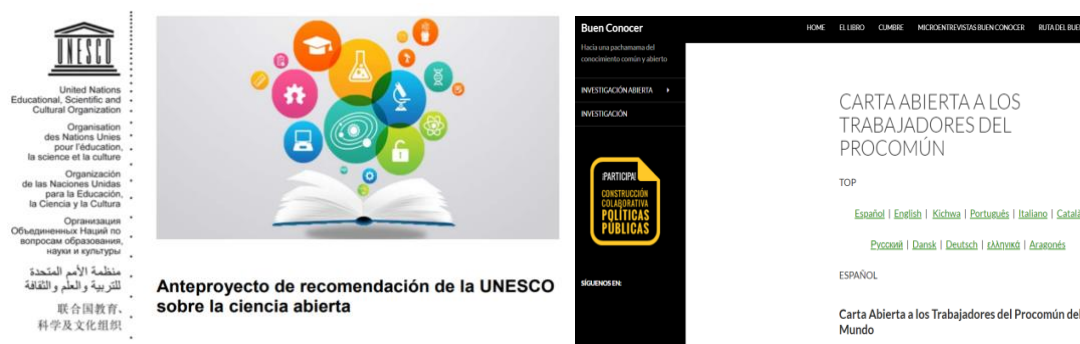 UNESCO
United Nations
Educational, Scientific and
Cultural Organization
Organisation
des Nations Unies
pour l'éducation,
la science et la culture
Organización
de las Naciones Unidas
para la Educación,
la Ciencia y la Cultura
Организация
Объединенных Наций по
вопросам образования,
науки и культуры
منظمة الأمم المتحدة
للتربية والعلم والثقافة
联合国教育、
科学及文化组织
Anteproyecto de recomendación de la UNESCO
sobre la ciencia abierta
Buen Conocer
Hacia una pachamama del
conocimiento común y abierto
INVESTIGACIÓN ABIERTA
INVESTIGACIÓN
¡PARTICIPA!
CONSTRUCCIÓN
COLABORATIVA
POLÍTICAS
PÚBLICAS
SÍGUENOS EN:
HOME EL LIBRO CUMBRE MICROENTREVISTAS BUEN CONOCER RUTA DEL BUE
CARTA ABIERTA A LOS
TRABAJADORES DEL
PROCOMÚN
TOP
Español | English | Kichwa | Português | Italiano | Catalá
Русский | Dansk | Deutsch | ελληνικά | Aragonés
ESPAÑOL
Carta Abierta a los Trabajadores del Procomún del
Mundo